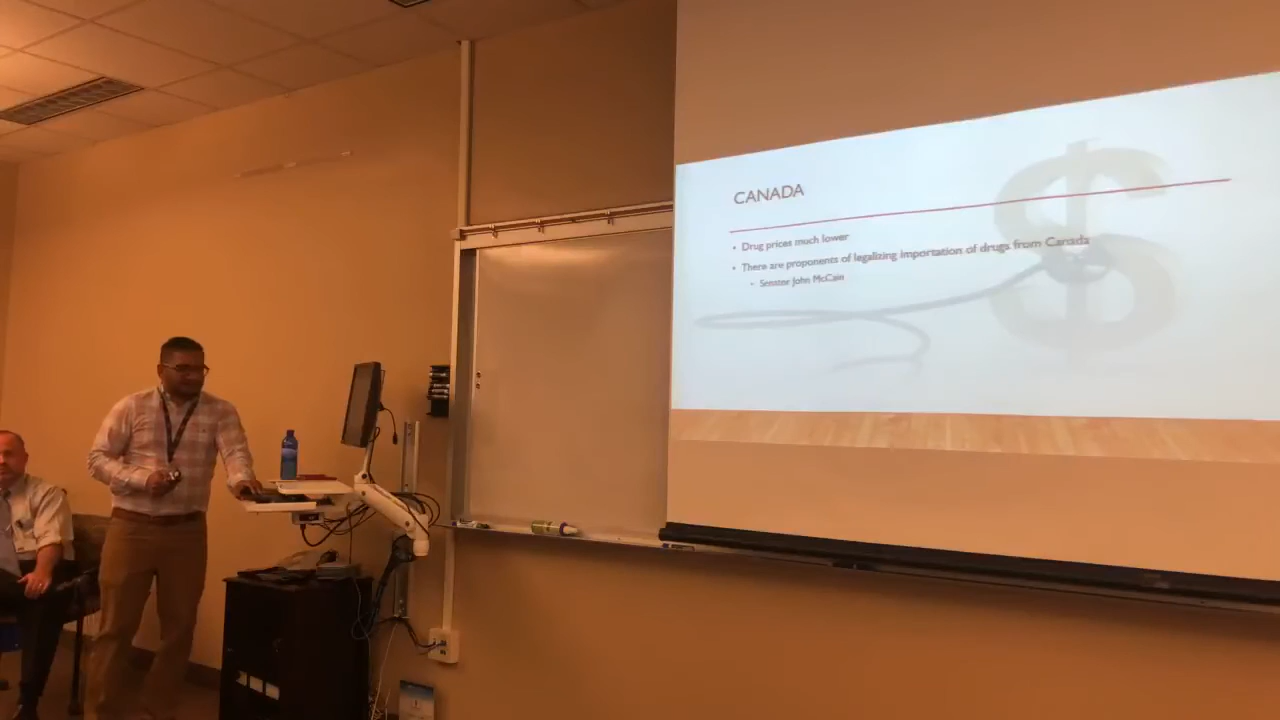 CANADA
• Drug prices much lower
• There are proponents of legalizing importation of drugs from Canada
• Senator John McCain